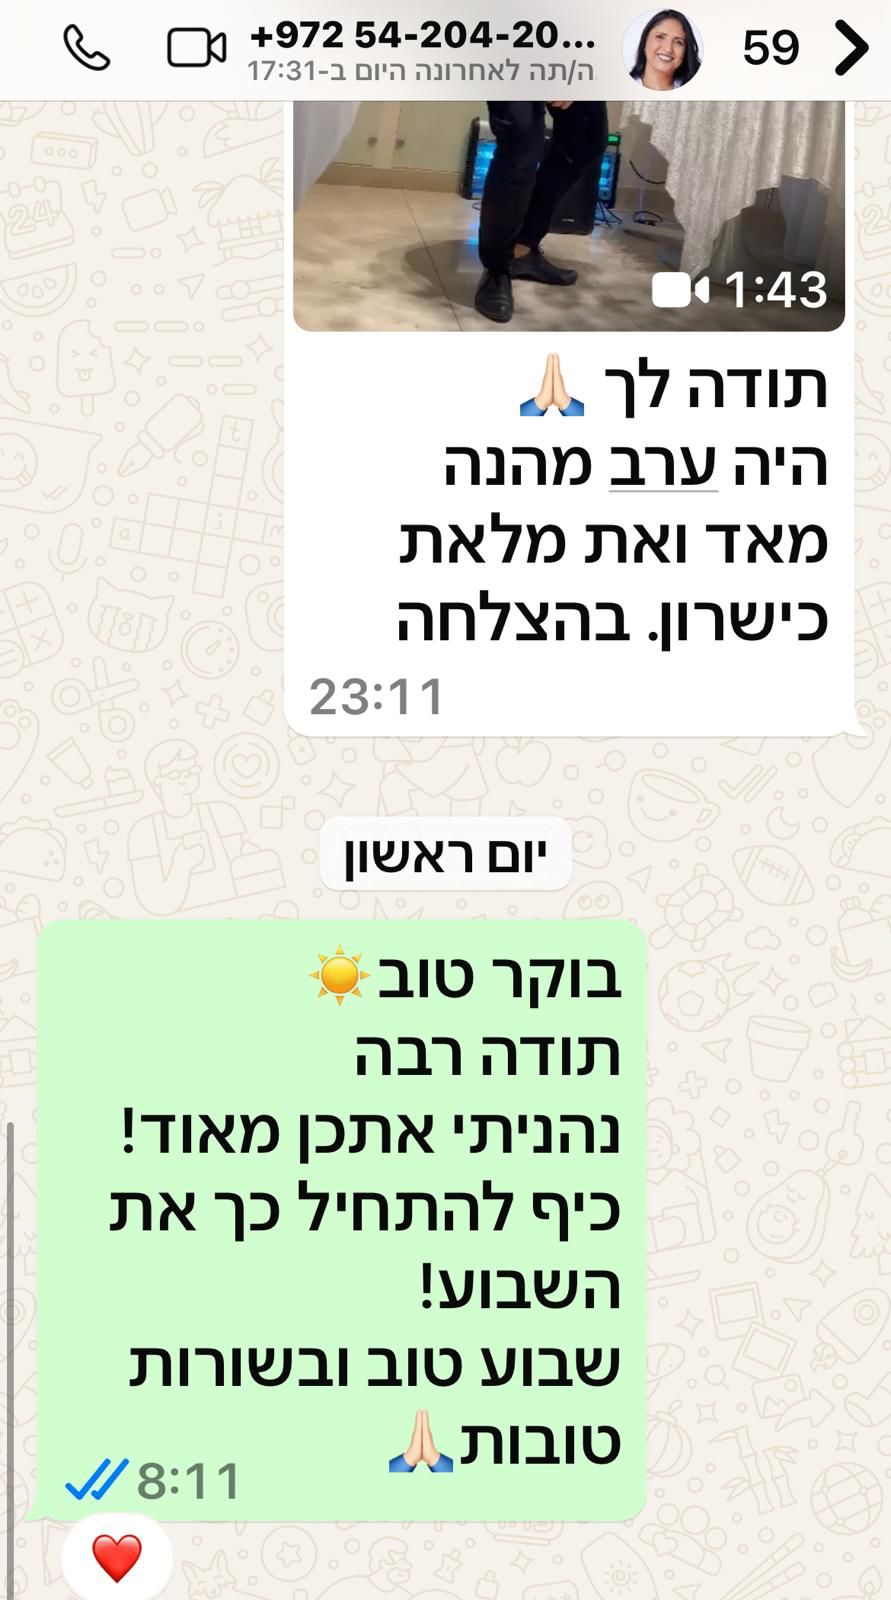 +972 54-204-20...
ה/תה לאחרונה היום ב-17:31
59
1:43
תודה לך 🙏🏻
היה ערב מהנה
מאד ואת מלאת
כישרון. בהצלחה
23:11
יום ראשון
בוקר טוב☀️
תודה רבה
נהניתי אתכן מאוד!
כיף להתחיל כך את
השבוע!
שבוע טוב ובשורות
טובות🙏🏻
8:11